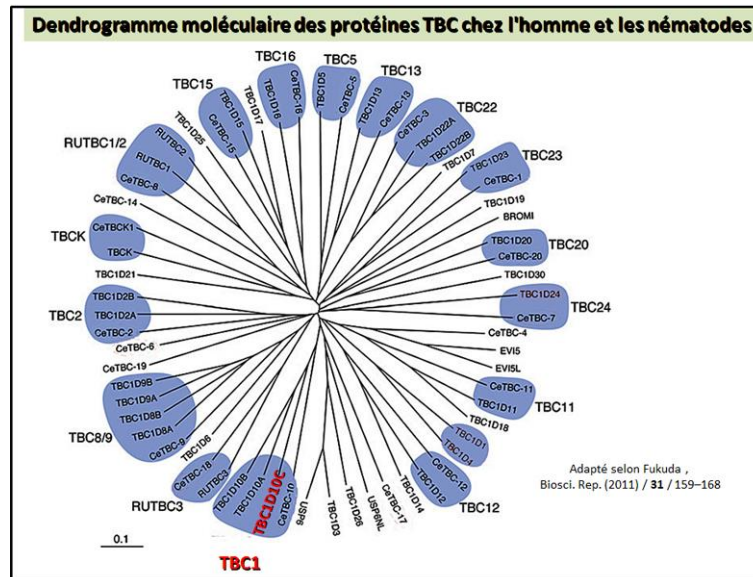 Dendrogramme moléculaire des protéines TBC chez l'homme et les nématodes
TBC16
TBC5
TBC13
TBC15
TBC22
RUTBC1/2
TBC23
TBCK
TBC20
TBC2
TBC24
TBC8/9
TBC11
RUTBC3
TBC12
TBC1
TBC1D25
TBC1D15
CeTBC-15
TBC1D17
TBC1D16
CeTBC-16
TBC1D5
CeTBC-5
TBC1D13
CeTBC-13
CeTBC-3
TBC1D22A
TBC1D22B
TBC1D7
TBC1D23
CeTBC-1
TBC1D19
BROMI
TBC1D20
CeTBC-20
TBC1D30
TBC1D24
CeTBC-7
CeTBC-4
EVI5
EVI5L
CeTBC-11
TBC1D11
TBC1D18
TBC1D1
TBC1D4
CeTBC-12
TBC1D12
TBC1D14
CeTBC-17
USP6NL
TBC1D26
TBC1D3
USP6
CeTBC-10
TBC1D10C
TBC1D10A
TBC1D10B
RUTBC3
CeTBC-18
TBC1D6
CeTBC-9
TBC1D8A
TBC1D8B
TBC1D9A
TBC1D9B
CeTBC-19
CeTBC-6
CeTBC-2
TBC1D2A
TBC1D2B
TBC1D21
TBCK
CeTBCK1
CeTBC-14
CeTBC-8
RUTBC1
RUTBC2
Adapté selon Fukuda ,
Biosci. Rep. (2011) / 31 / 159–168
0.1